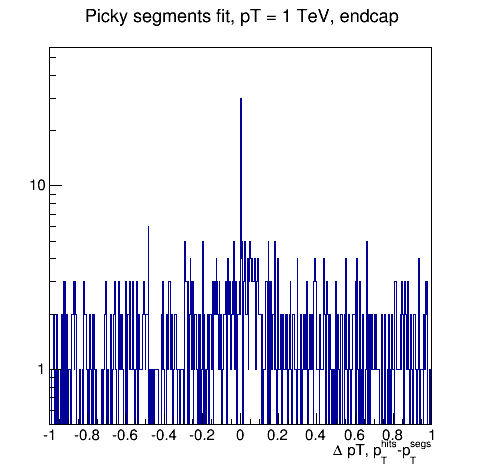 Picky segments fit, pT = 1 TeV, endcap
10
1
-1 -0.8 -0.6 -0.4 -0.2 0 0.2 0.4 0.6 0.8 1
Δ pT, p_T^hits-p_T^segs